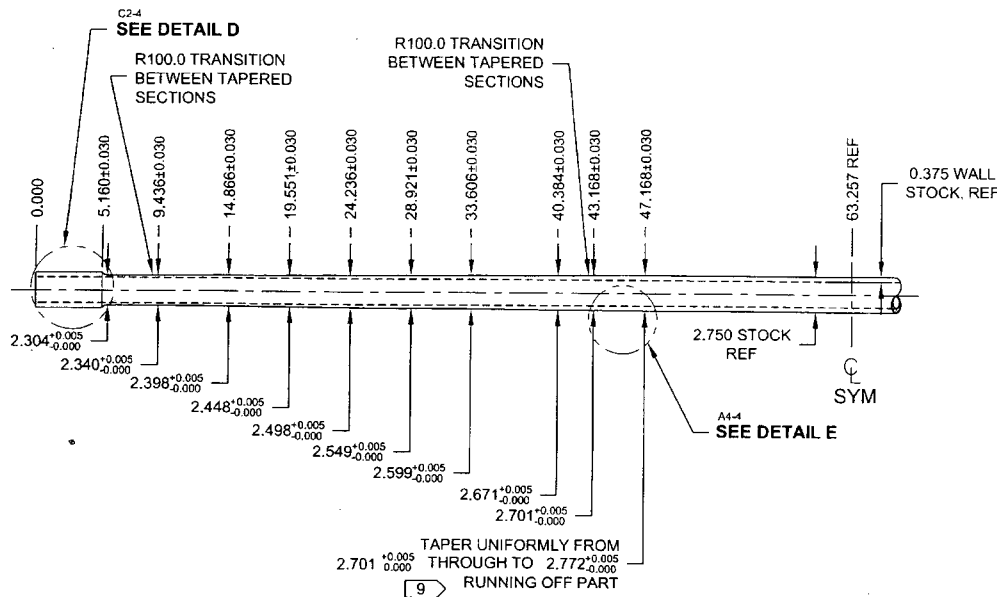 C2-4
SEE DETAIL D
R100.0 TRANSITION
BETWEEN TAPERED
SECTIONS
R100.0 TRANSITION
BETWEEN TAPERED
SECTIONS
0.000
5.160±0.030
9.436±0.030
14.866±0.030
19.551±0.030
24.236±0.030
28.921±0.030
33.606±0.030
40.384±0.030
43.168±0.030
47.168±0.030
63.257 REF
0.375 WALL
STOCK, REF
2.304 +0.005 -0.000
2.340 +0.005 -0.000
2.398 +0.005 -0.000
2.448 +0.005 -0.000
2.498 +0.005 -0.000
2.549 +0.005 -0.000
2.599 +0.005 -0.000
2.671 +0.005 -0.000
2.701 +0.005 -0.000
2.750 STOCK
REF
℄
SYM
A4-4
SEE DETAIL E
TAPER UNIFORMLY FROM
2.701 +0.005 0.000 THROUGH TO 2.772 +0.005 -0.000
RUNNING OFF PART
9